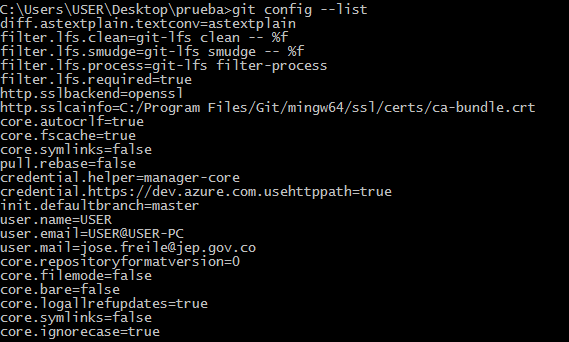 C:\Users\USER\Desktop\prueba>git config --list
diff.astextplain.textconv=astextplain
filter.lfs.clean=git-lfs clean -- %f
filter.lfs.smudge=git-lfs smudge -- %f
filter.lfs.process=git-lfs filter-process
filter.lfs.required=true
http.sslbackend=openssl
http.sslcainfo=C:/Program Files/Git/mingw64/ssl/certs/ca-bundle.crt
core.autocrlf=true
core.fscache=true
core.symlinks=false
pull.rebase=false
credential.helper=manager-core
credential.https://dev.azure.com.usehttppath=true
init.defaultbranch=master
user.name=USER
user.email=USER@USER-PC
user.mail=jose.freile@jep.gov.co
core.repositoryformatversion=0
core.filemode=false
core.bare=false
core.logallrefupdates=true
core.symlinks=false
core.ignorecase=true